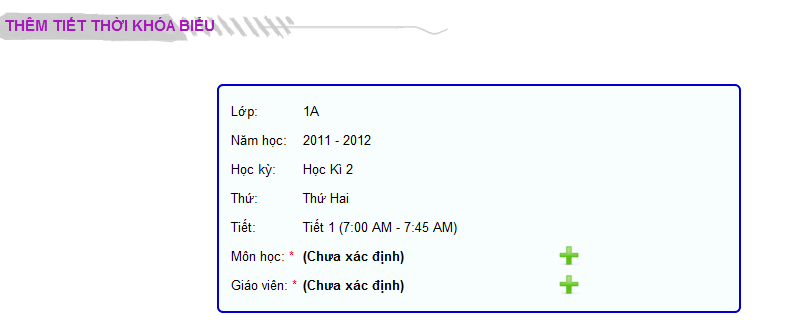 THÊM TIẾT THỜI KHÓA BIỂU
Lớp: 1A
Năm học: 2011 - 2012
Học kỳ: Học Kì 2
Thứ: Thứ Hai
Tiết: Tiết 1 (7:00 AM - 7:45 AM)
Môn học: * (Chưa xác định)
Giáo viên: * (Chưa xác định)